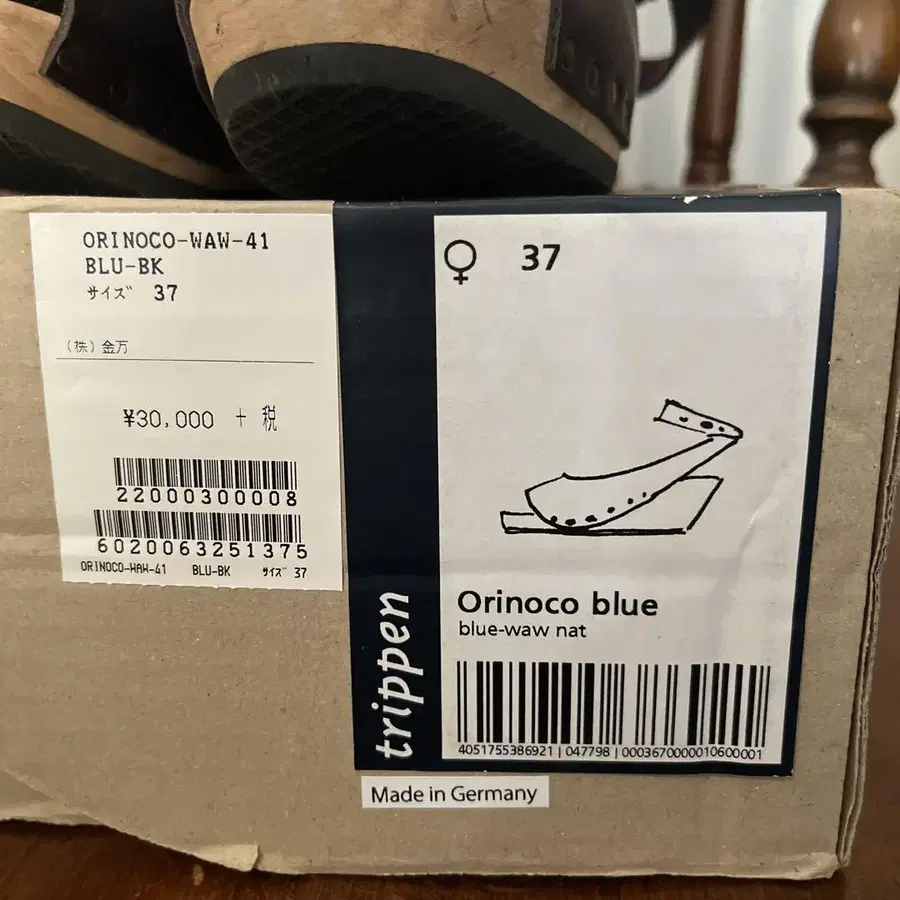 ORINOCO-WAW-41
BLU-BK
サイズ 37
(株)金万
¥30,000 + 税
22000300008
6020063251375
ORINOCO-WAW-41 BLU-BK サイズ 37
♀ 37
Orinoco blue
blue-waw nat
4051755386921 | 047798 | 0003670000010600001
trippen
Made in Germany